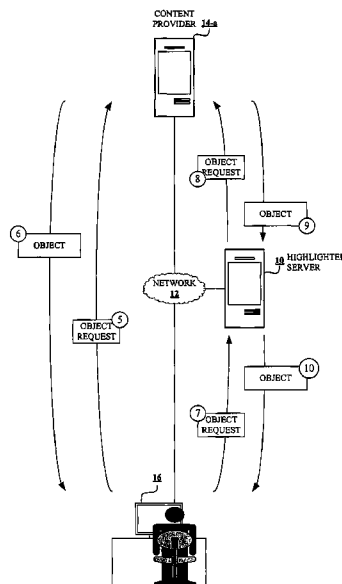 CONTENT
PROVIDER
14-a
OBJECT
REQUEST
8
6
OBJECT
OBJECT
9
10 HIGHLIGHTER
SERVER
NETWORK
12
5
OBJECT
REQUEST
10
OBJECT
7
OBJECT
REQUEST
16